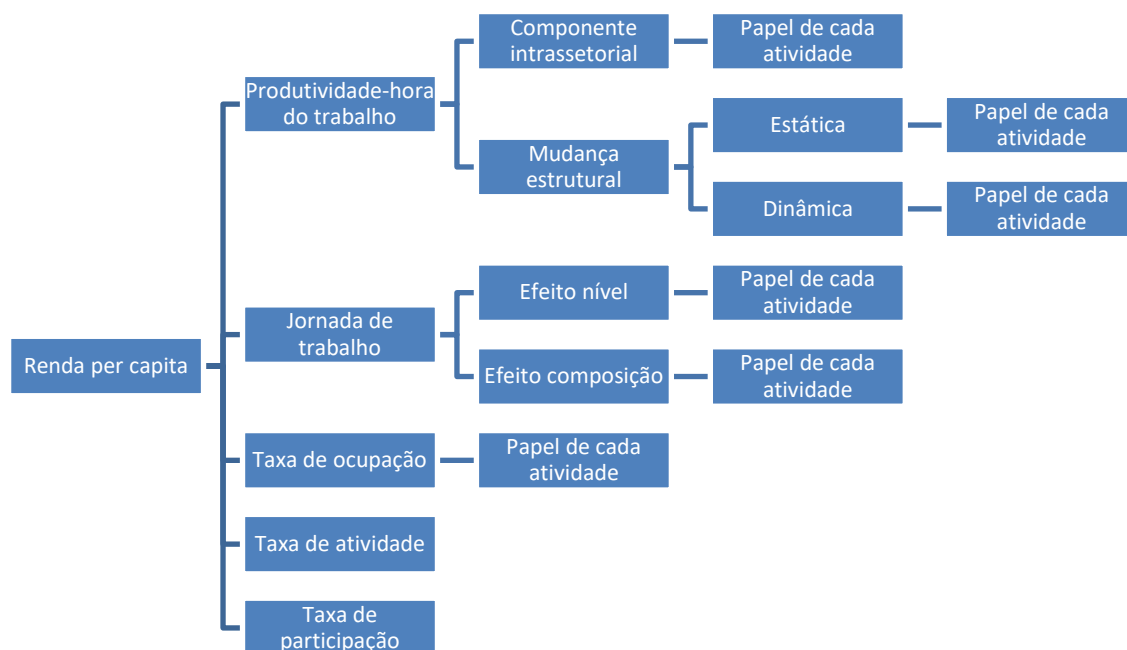 Renda per capita
Produtividade-hora
do trabalho
Componente
intrassetorial
Papel de cada
atividade
Mudança
estrutural
Estática
Papel de cada
atividade
Dinâmica
Papel de cada
atividade
Jornada de
trabalho
Efeito nível
Papel de cada
atividade
Efeito composição
Papel de cada
atividade
Taxa de ocupação
Papel de cada
atividade
Taxa de atividade
Taxa de
participação